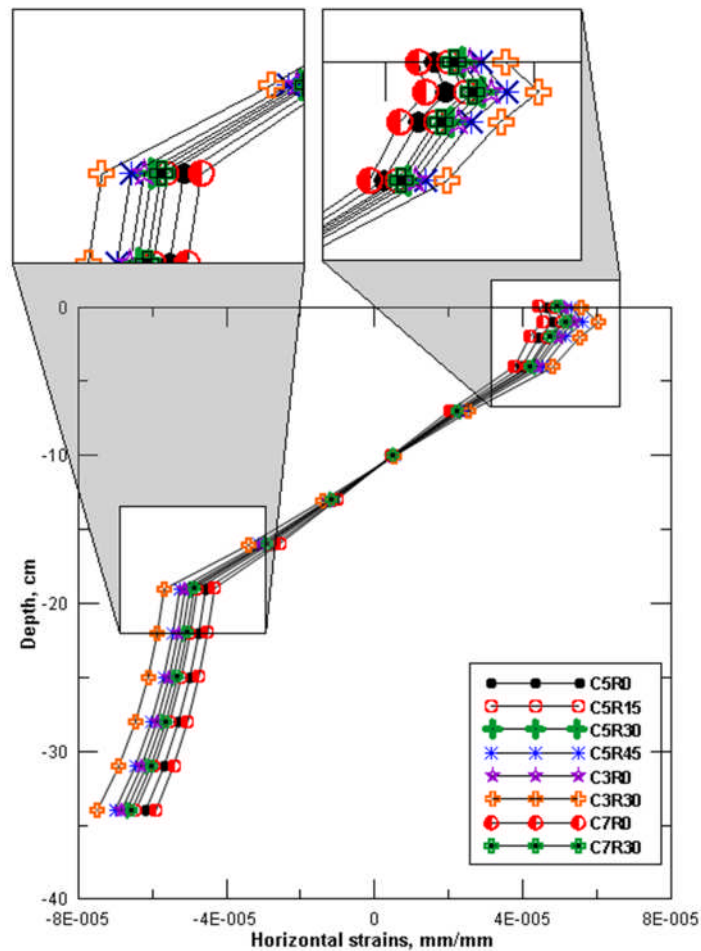 0
-10
-20
-30
-40
Depth, cm
-8E-005
-4E-005
0
4E-005
8E-005
Horizontal strains, mm/mm
C5R0
C5R15
C5R30
C5R45
C3R0
C3R30
C7R0
C7R30